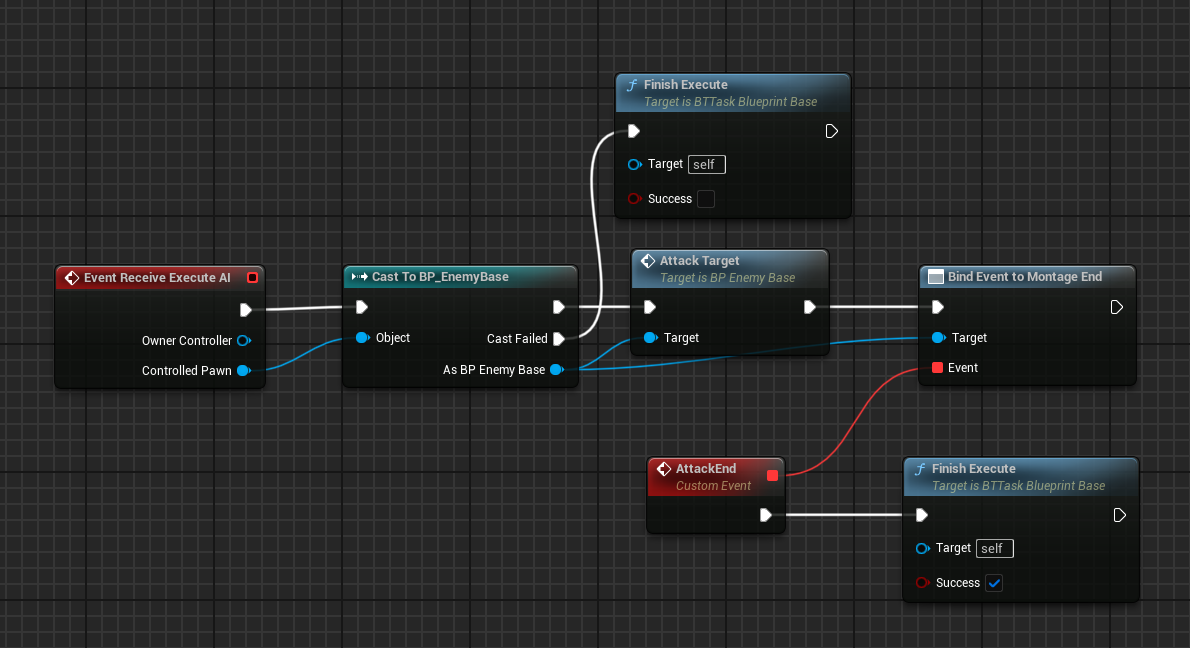 Finish Execute
Target is BTTask Blueprint Base
Target self
Success
Event Receive Execute AI
Owner Controller
Controlled Pawn
Cast To BP_EnemyBase
Object
Cast Failed
As BP Enemy Base
Attack Target
Target is BP Enemy Base
Target
Bind Event to Montage End
Target
Event
AttackEnd
Custom Event
Finish Execute
Target is BTTask Blueprint Base
Target self
Success